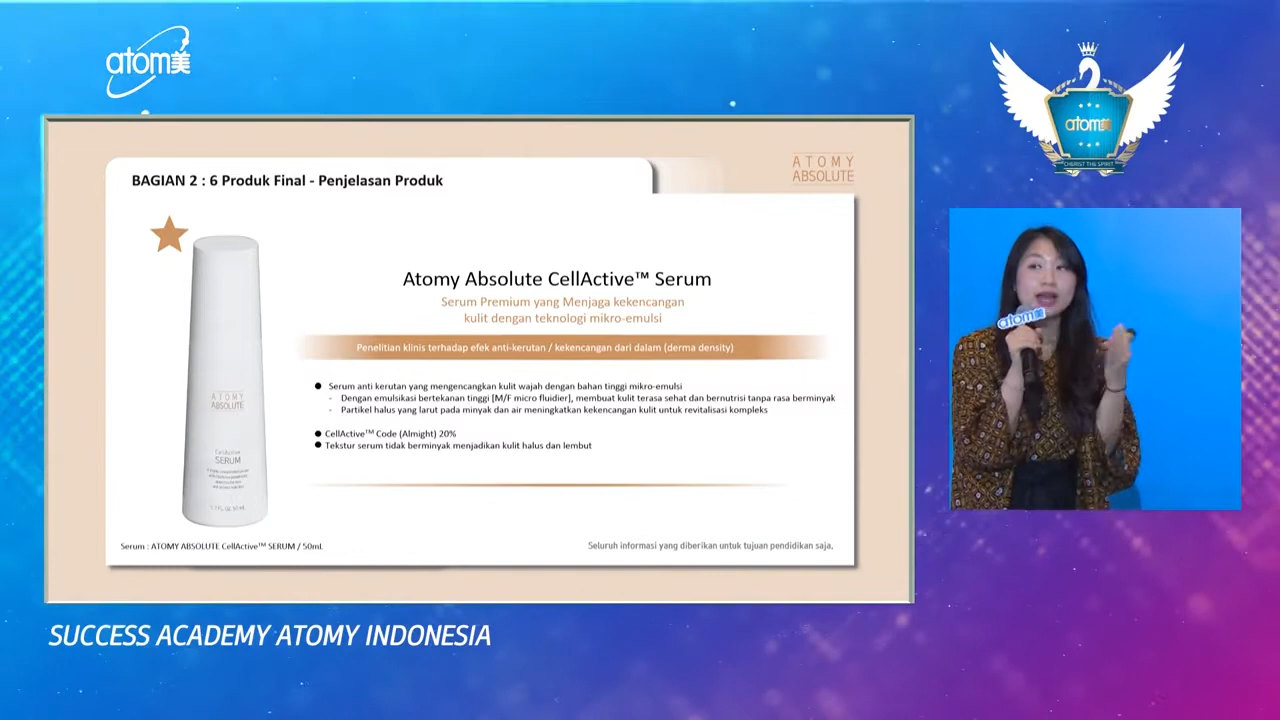 atom美
atom美
CHERIST THE SPIRIT
ATOMY
ABSOLUTE
BAGIAN 2 : 6 Produk Final - Penjelasan Produk
Atomy Absolute CellActive™ Serum
Serum Premium yang Menjaga kekencangan
kulit dengan teknologi mikro-emulsi
Penelitian klinis terhadap efek anti-kerutan / kekencangan dari dalam (derma density)
● Serum anti kerutan yang mengencangkan kulit wajah dengan bahan tinggi mikro-emulsi
- Dengan emulsikasi bertekanan tinggi [M/F micro fluidier], membuat kulit terasa sehat dan bernutrisi tanpa rasa berminyak
- Partikel halus yang larut pada minyak dan air meningkatkan kekencangan kulit untuk revitalisasi kompleks
● CellActive™ Code (Almight) 20%
● Tekstur serum tidak berminyak menjadikan kulit halus dan lembut
ATOMY
ABSOLUTE
CellActive
SERUM
Serum : ATOMY ABSOLUTE CellActive™ SERUM / 50mL
Seluruh informasi yang diberikan untuk tujuan pendidikan saja.
atom美
SUCCESS ACADEMY ATOMY INDONESIA